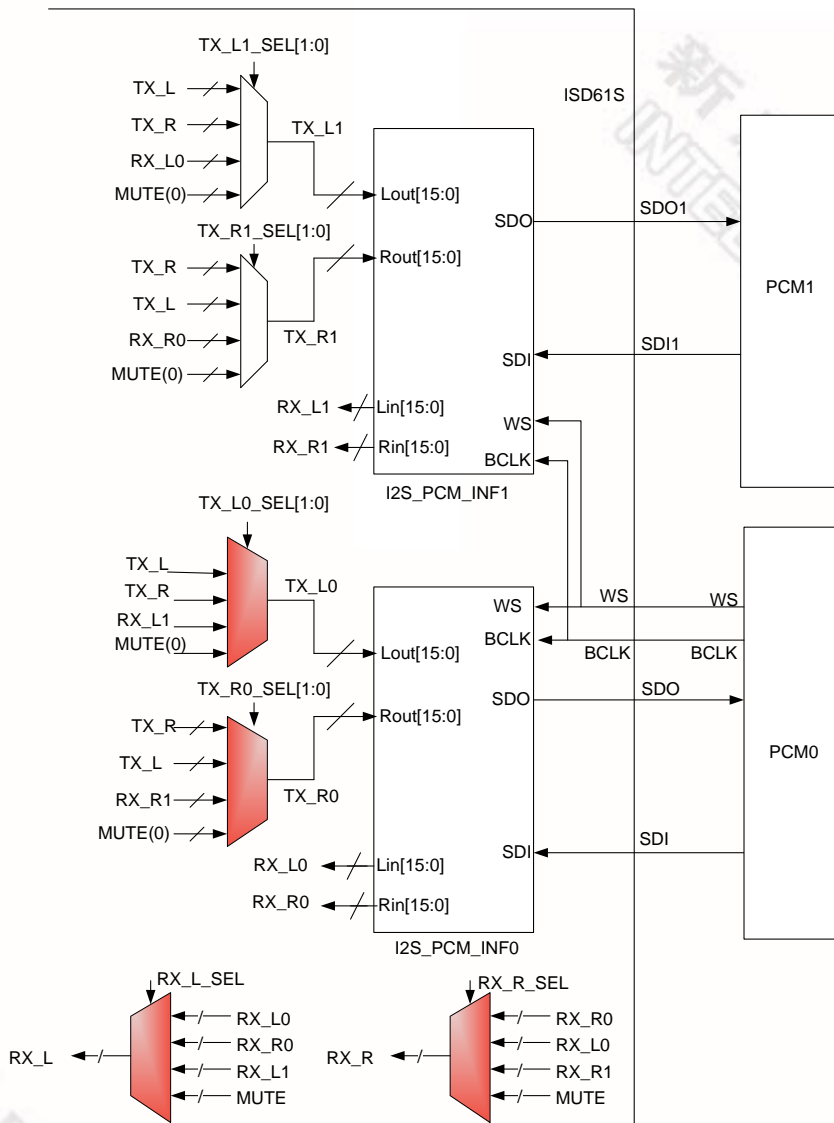 TX_L1_SEL[1:0]
TX_L
TX_R
RX_L0
MUTE(0)
TX_L1
TX_R1_SEL[1:0]
TX_R
TX_L
RX_R0
MUTE(0)
TX_R1
Lout[15:0]
Rout[15:0]
SDO
SDI
WS
BCLK
Lin[15:0]
Rin[15:0]
RX_L1
RX_R1
I2S_PCM_INF1
ISD61S
SDO1
SDI1
PCM1
新
INTE
TX_L0_SEL[1:0]
TX_L
TX_R
RX_L1
MUTE(0)
TX_L0
TX_R0_SEL[1:0]
TX_R
TX_L
RX_R1
MUTE(0)
TX_R0
WS
BCLK
Lout[15:0]
SDO
Rout[15:0]
SDI
Lin[15:0]
Rin[15:0]
RX_L0
RX_R0
I2S_PCM_INF0
WS
WS
BCLK
BCLK
SDO
SDI
PCM0
RX_L_SEL
RX_L0
RX_R0
RX_L1
MUTE
RX_L
RX_R_SEL
RX_R0
RX_L0
RX_R1
MUTE
RX_R